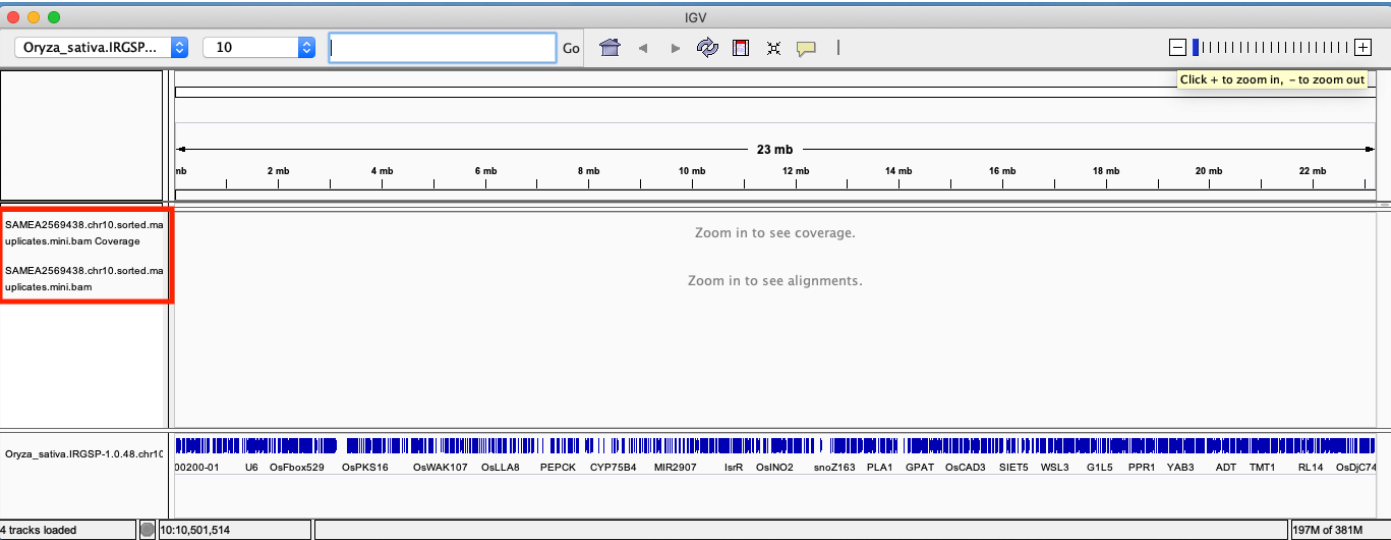 IGV
Oryza_sativa.IRGSP... 10 Go
Click + to zoom in, – to zoom out
23 mb
nb 2 mb 4 mb 6 mb 8 mb 10 mb 12 mb 14 mb 16 mb 18 mb 20 mb 22 mb
SAMEA2569438.chr10.sorted.ma
uplicates.mini.bam Coverage
Zoom in to see coverage.
SAMEA2569438.chr10.sorted.ma
uplicates.mini.bam
Zoom in to see alignments.
Oryza_sativa.IRGSP-1.0.48.chr10
00200-01 U6 OsFbox529 OsPKS16 OsWAK107 OsLLA8 PEPCK CYP75B4 MIR2907 IsrR OsINO2 snoZ163 PLA1 GPAT OsCAD3 SIET5 WSL3 G1L5 PPR1 YAB3 ADT TMT1 RL14 OsDjC74
4 tracks loaded 10:10,501,514 197M of 381M